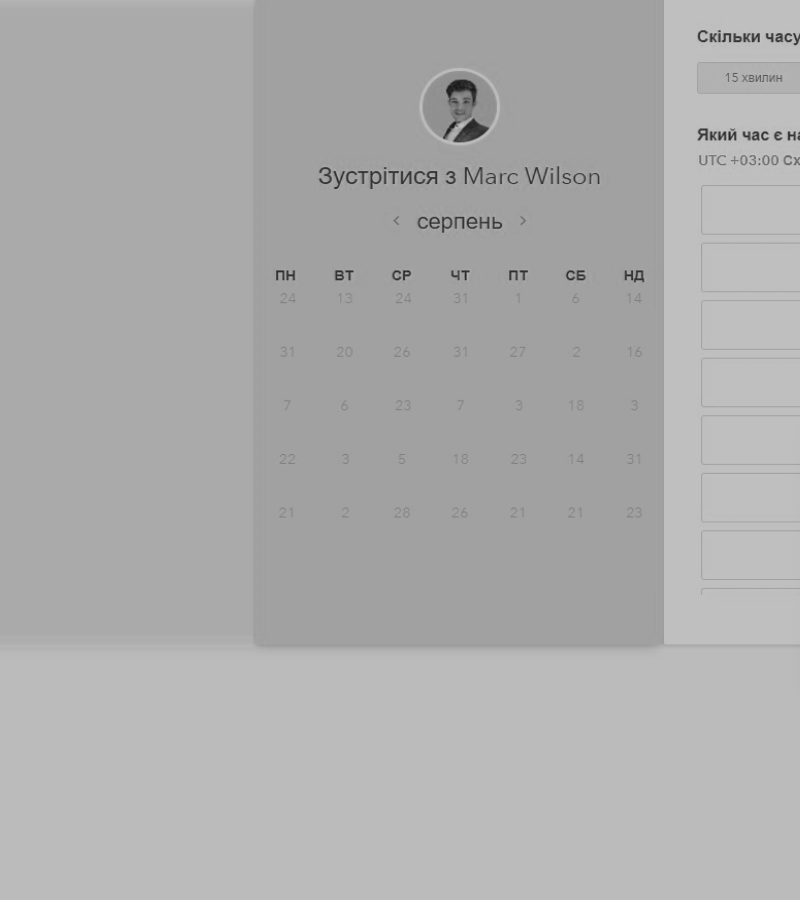 Зустрітися з Marc Wilson
серпень
ПН ВТ СР ЧТ ПТ СБ НД
24 13 24 31 1 6 14
31 20 26 31 27 2 16
7 6 23 7 3 18 3
22 3 5 18 23 14 31
21 2 28 26 21 21 23
Скільки часу
15 хвилин
Який час є
UTC +03:00